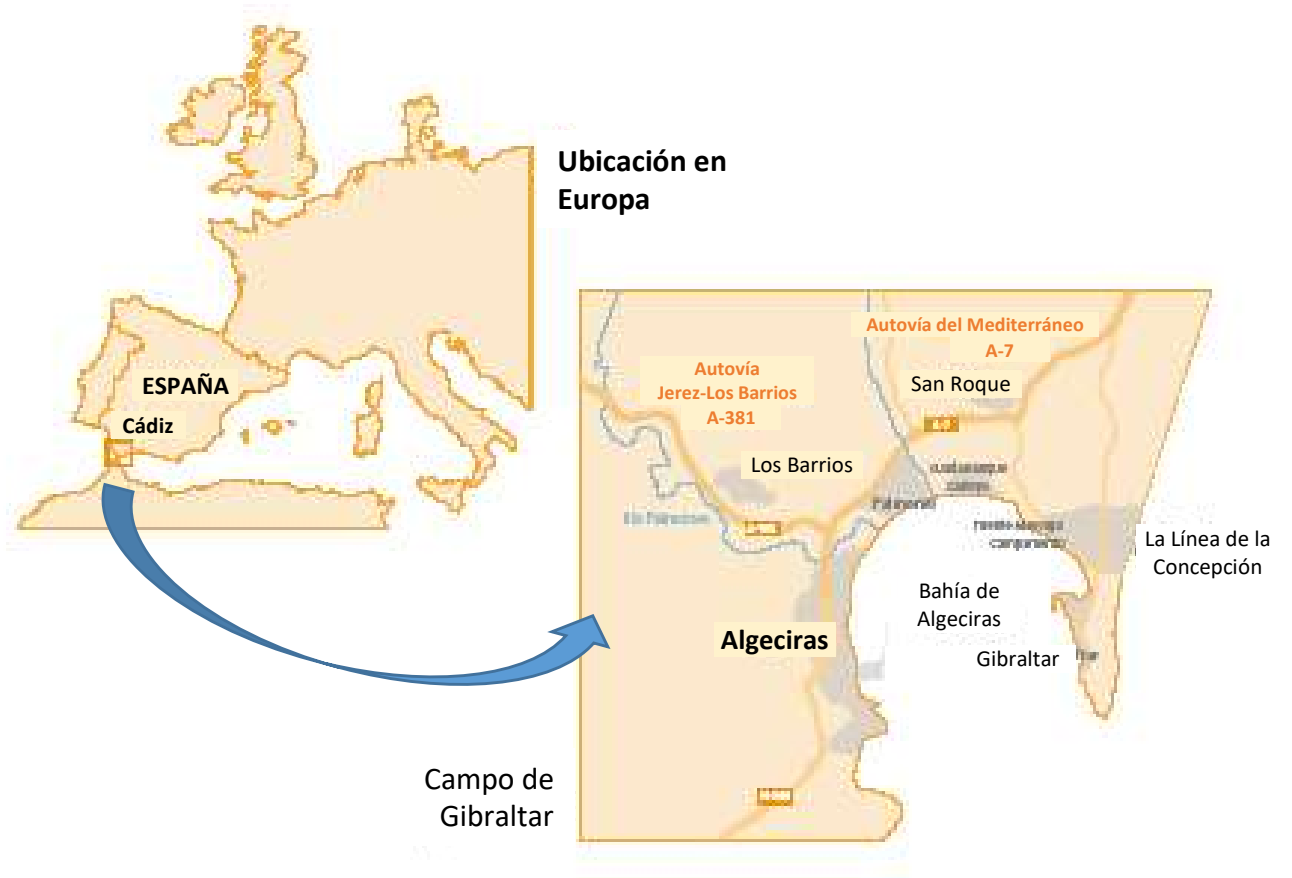 Ubicación en
Europa
ESPAÑA
Cádiz
Autovía del Mediterráneo
A-7
San Roque
Autovía
Jerez-Los Barrios
A-381
Los Barrios
Palmones
La Línea de la
Concepción
Bahía de
Algeciras
Algeciras
Gibraltar
Campo de
Gibraltar